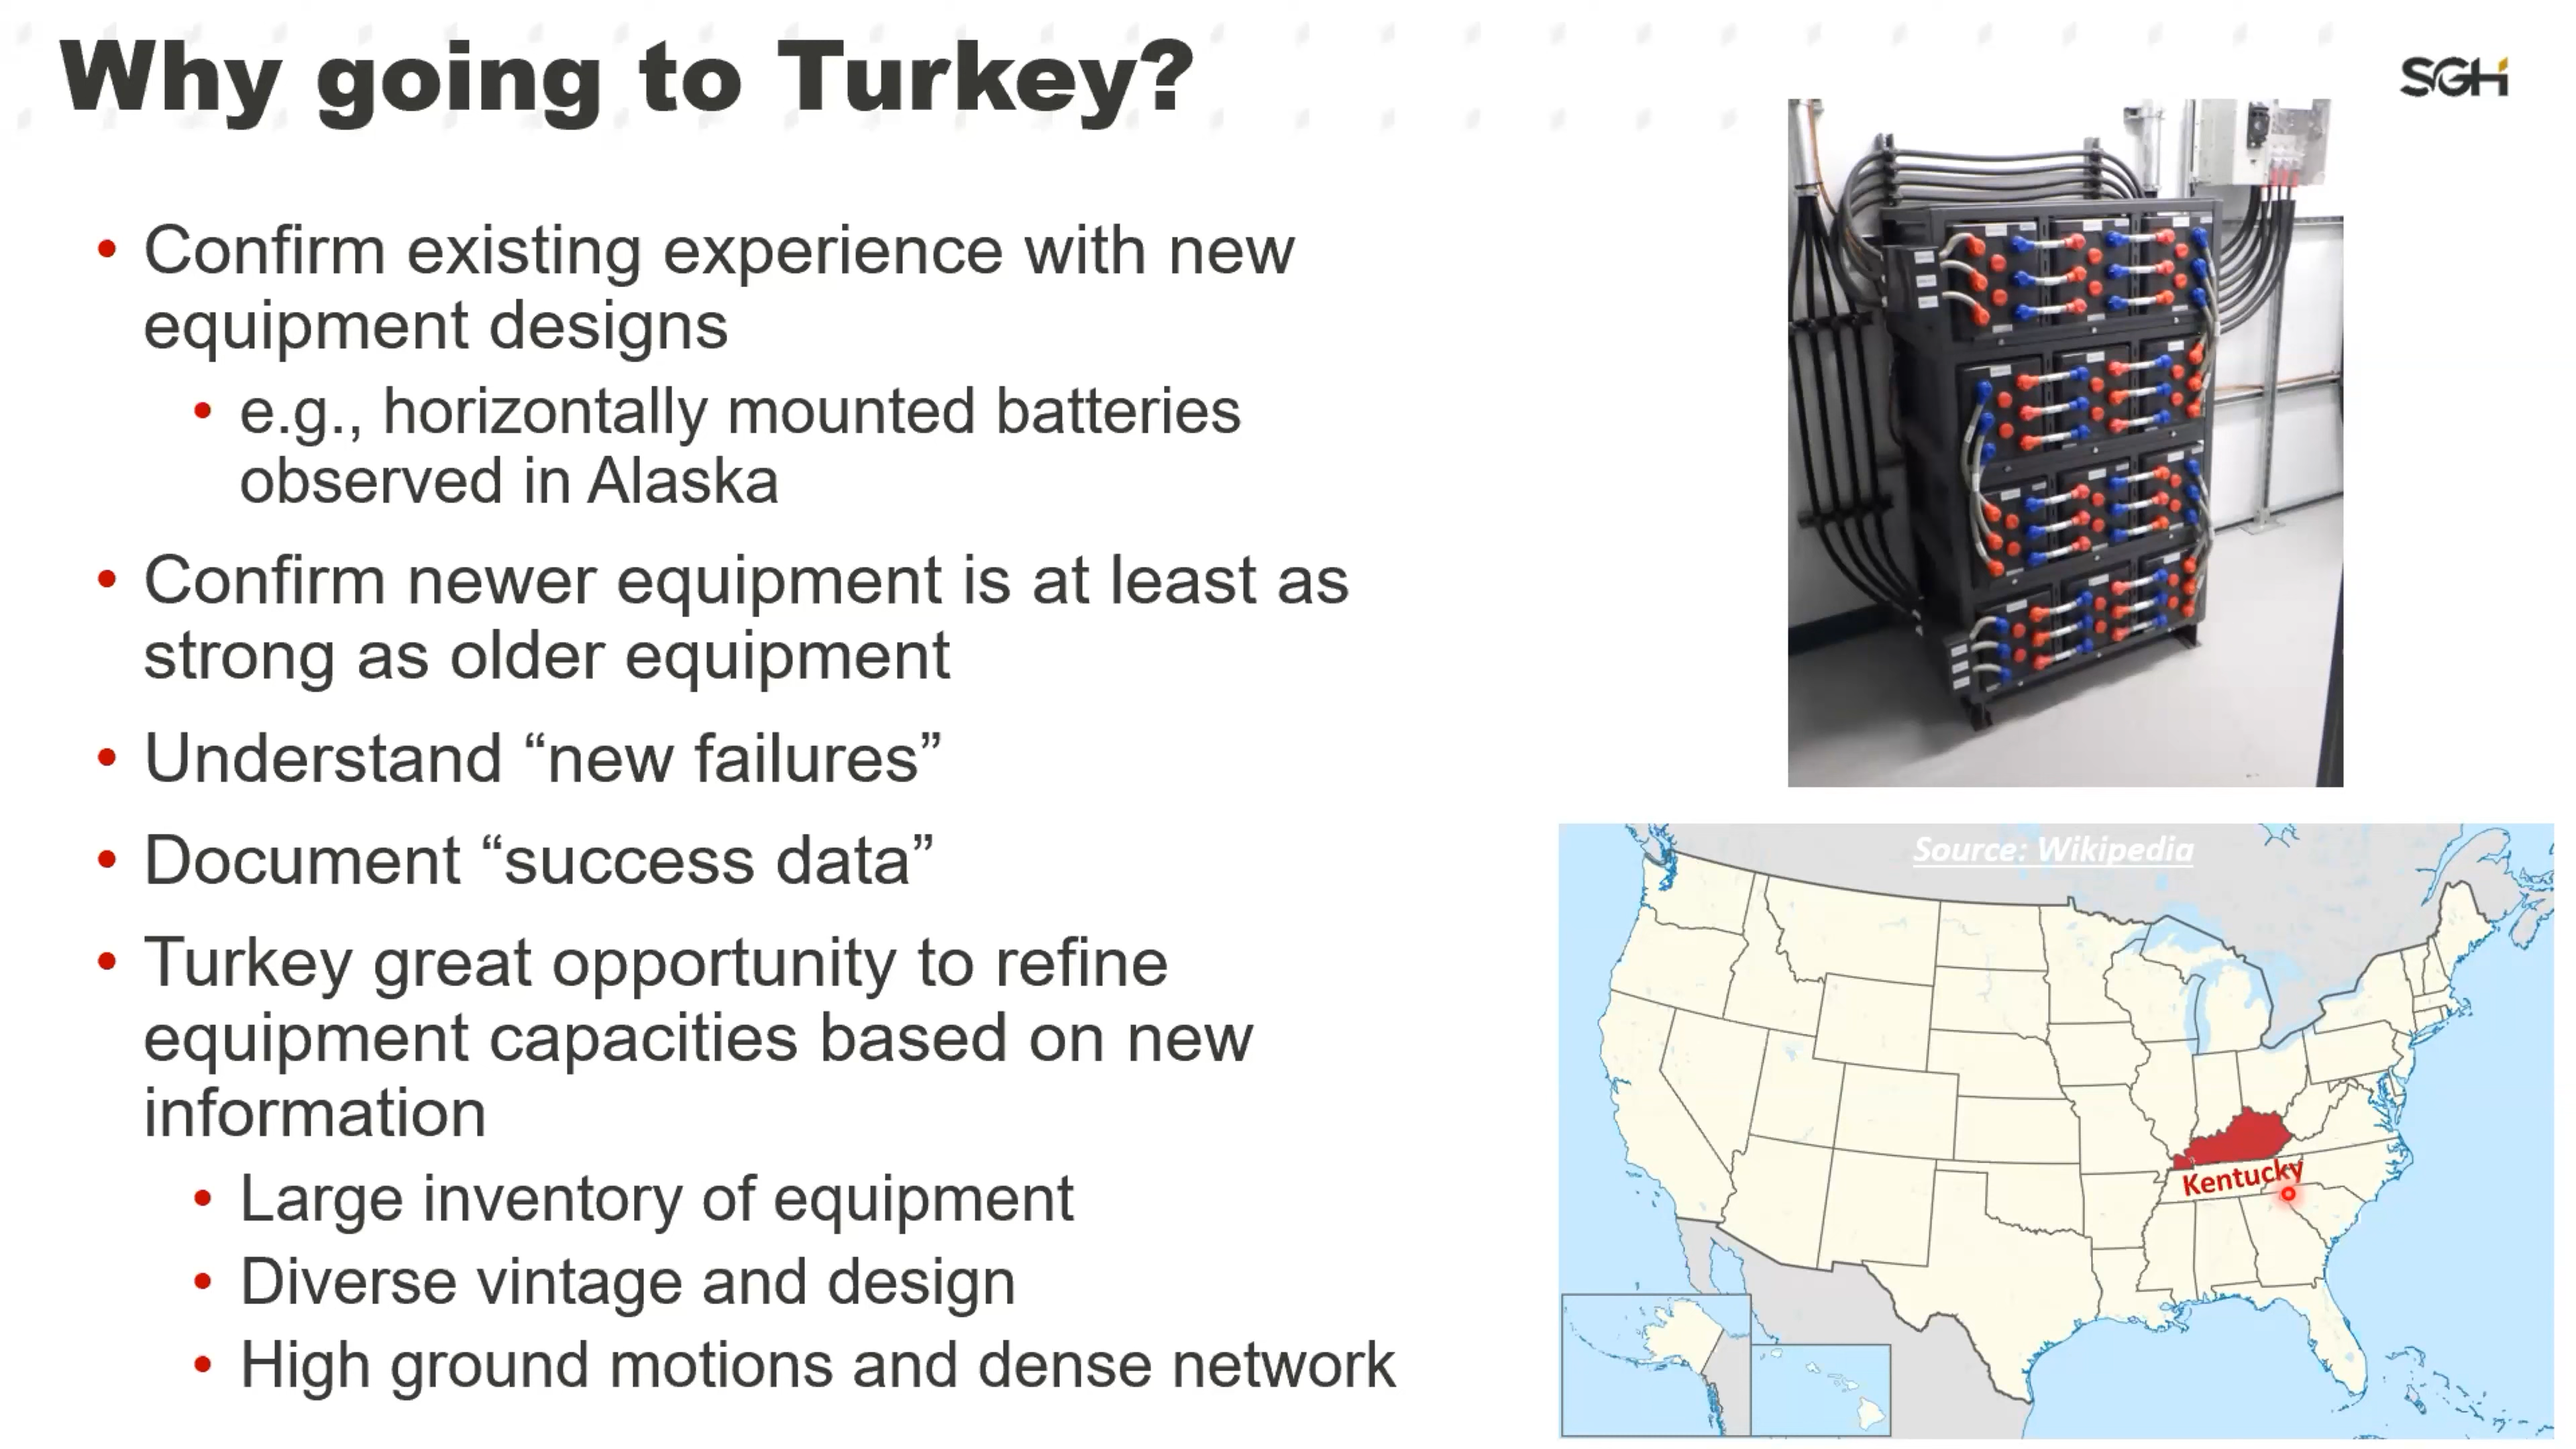 Why going to Turkey?
SGH
• Confirm existing experience with new
equipment designs
• e.g., horizontally mounted batteries
observed in Alaska
• Confirm newer equipment is at least as
strong as older equipment
• Understand “new failures”
• Document “success data”
• Turkey great opportunity to refine
equipment capacities based on new
information
• Large inventory of equipment
• Diverse vintage and design
• High ground motions and dense network
Source: Wikipedia
Kentucky